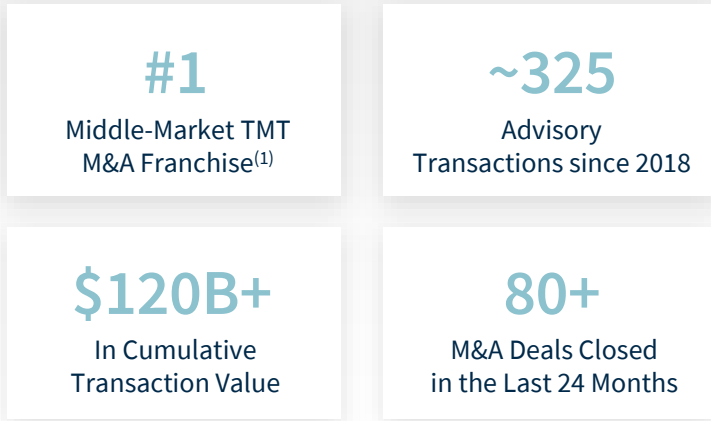 #1
Middle-Market TMT
M&A Franchise(1)
~325
Advisory
Transactions since 2018
$120B+
In Cumulative
Transaction Value
80+
M&A Deals Closed
in the Last 24 Months